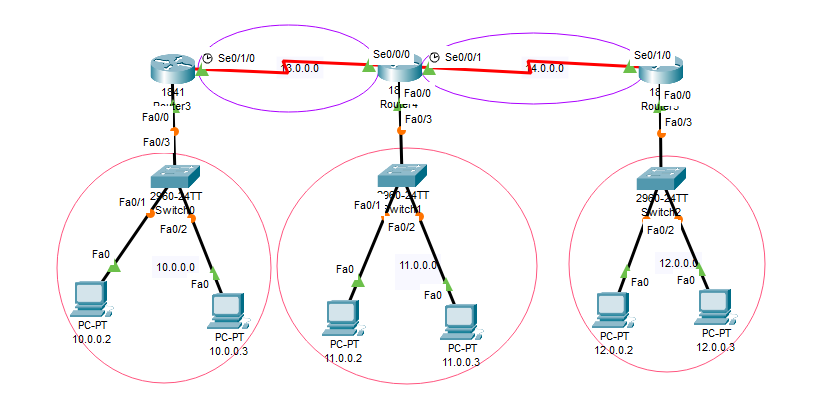 Se0/1/0
13.0.0.0
Se0/0/0
Se0/0/1
14.0.0.0
Se0/1/0
1841
Router3
Fa0/0
Fa0/3
18
Router4
Fa0/0
Fa0/3
18
Fa0/0
Fa0/3
2960-24TT
Switch0
Fa0/1
Fa0/2
Fa0
10.0.0.0
Fa0
PC-PT
10.0.0.2
PC-PT
10.0.0.3
2960-24TT
Switch1
Fa0/1
Fa0/2
Fa0
11.0.0.0
Fa0
PC-PT
11.0.0.2
PC-PT
11.0.0.3
2960-24TT
Switch2
Fa0/2
Fa0
12.0.0.0
Fa0
PC-PT
12.0.0.2
PC-PT
12.0.0.3